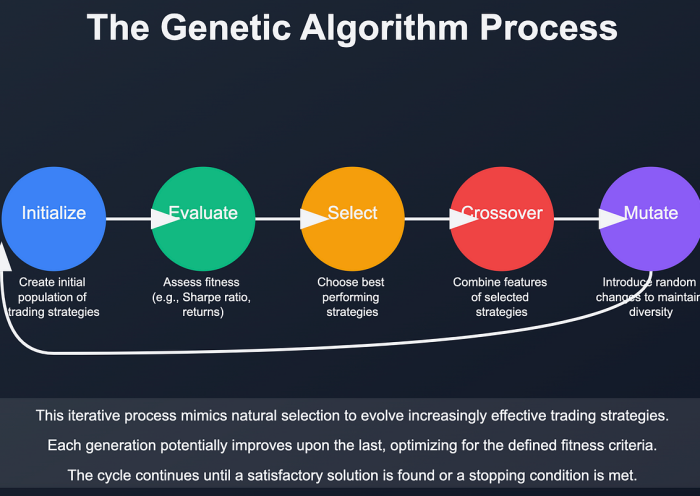 The Genetic Algorithm Process
Initialize
Evaluate
Select
Crossover
Mutate
Create initial
population of
trading strategies
Assess fitness
(e.g., Sharpe ratio,
returns)
Choose best
performing
strategies
Combine features
of selected
strategies
Introduce random
changes to maintain
diversity
This iterative process mimics natural selection to evolve increasingly effective trading strategies.
Each generation potentially improves upon the last, optimizing for the defined fitness criteria.
The cycle continues until a satisfactory solution is found or a stopping condition is met.